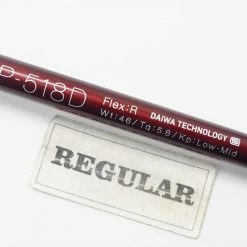 P-518D
Flex:R
Wt:46/Tq:5.8/Kp:Low-Mid
DAIWA TECHNOLOGY
REGULAR